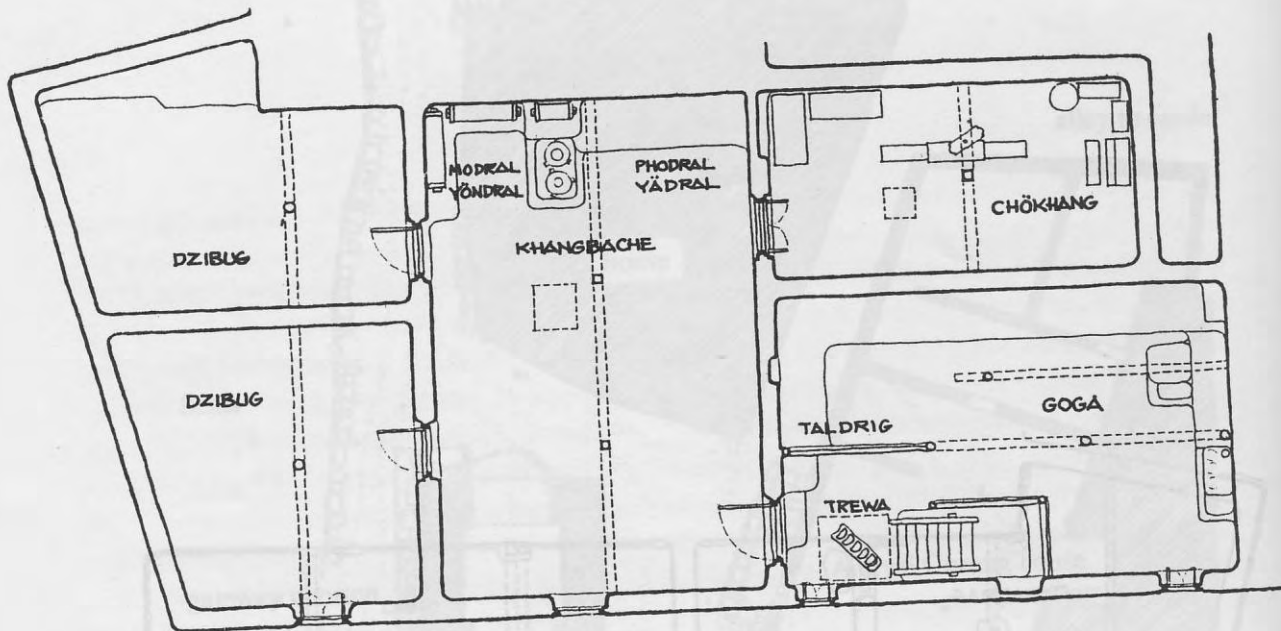 MODRAL
YÖNDRAL
PHODRAL
YÄDRAL
CHÖKHANG
DZIBUG
KHANGBACHE
DZIBUG
GOGA
TALDRIG
TREWA